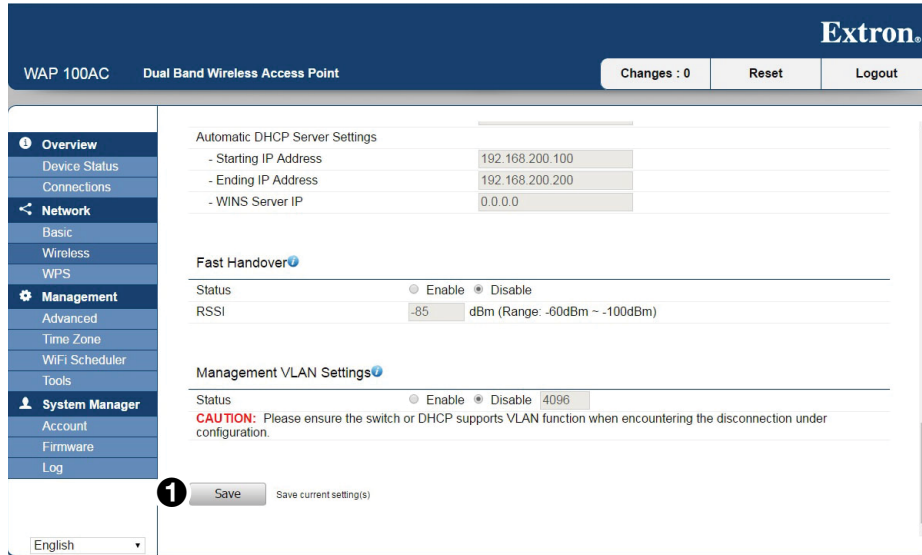 Extron®
WAP 100AC Dual Band Wireless Access Point Changes : 0 Reset Logout
Overview
Device Status
Connections
Network
Basic
Wireless
WPS
Management
Advanced
Time Zone
WiFi Scheduler
Tools
System Manager
Account
Firmware
Log
English
Automatic DHCP Server Settings
- Starting IP Address 192.168.200.100
- Ending IP Address 192.168.200.200
- WINS Server IP 0.0.0.0
Fast Handover
Status Enable Disable
RSSI -85 dBm (Range: -60dBm ~ -100dBm)
Management VLAN Settings
Status Enable Disable 4096
CAUTION: Please ensure the switch or DHCP supports VLAN function when encountering the disconnection under
configuration.
1 Save Save current setting(s)